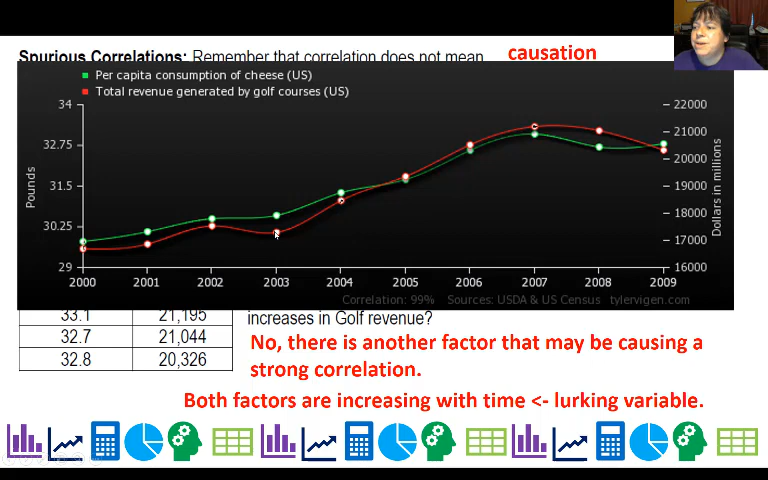 Spurious Correlations: Remember that correlation does not mean causation
Per capita consumption of cheese (US)
Total revenue generated by golf courses (US)
34
32.75
31.5
30.25
29
Pounds
22000
21000
20000
19000
18000
17000
16000
Dollars in millions
2000 2001 2002 2003 2004 2005 2006 2007 2008 2009
Correlation: 99% Sources: USDA & US Census tylervigen.com
33.1 21,195
32.7 21,044
32.8 20,326
increases in Golf revenue?
No, there is another factor that may be causing a
strong correlation.
Both factors are increasing with time <- lurking variable.